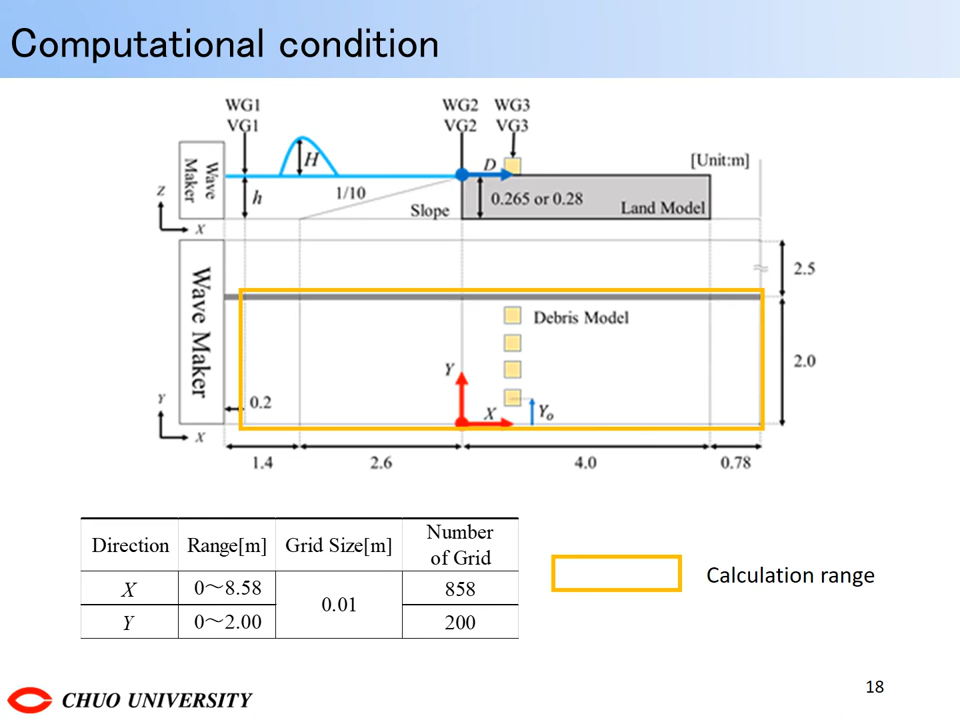 Computational condition
WG1
VG1
WG2 WG3
VG2 VG3
[Unit:m]
Wave
Maker
H
D
h
1/10
0.265 or 0.28
Slope
Land Model
Z
X
Wave Maker
2.5
Debris Model
2.0
Y
0.2
X
Y₀
Y
X
1.4
2.6
4.0
0.78
Direction Range[m] Grid Size[m] Number
of Grid
X 0～8.58 0.01 858
Y 0～2.00 200
Calculation range
CHUO UNIVERSITY
18